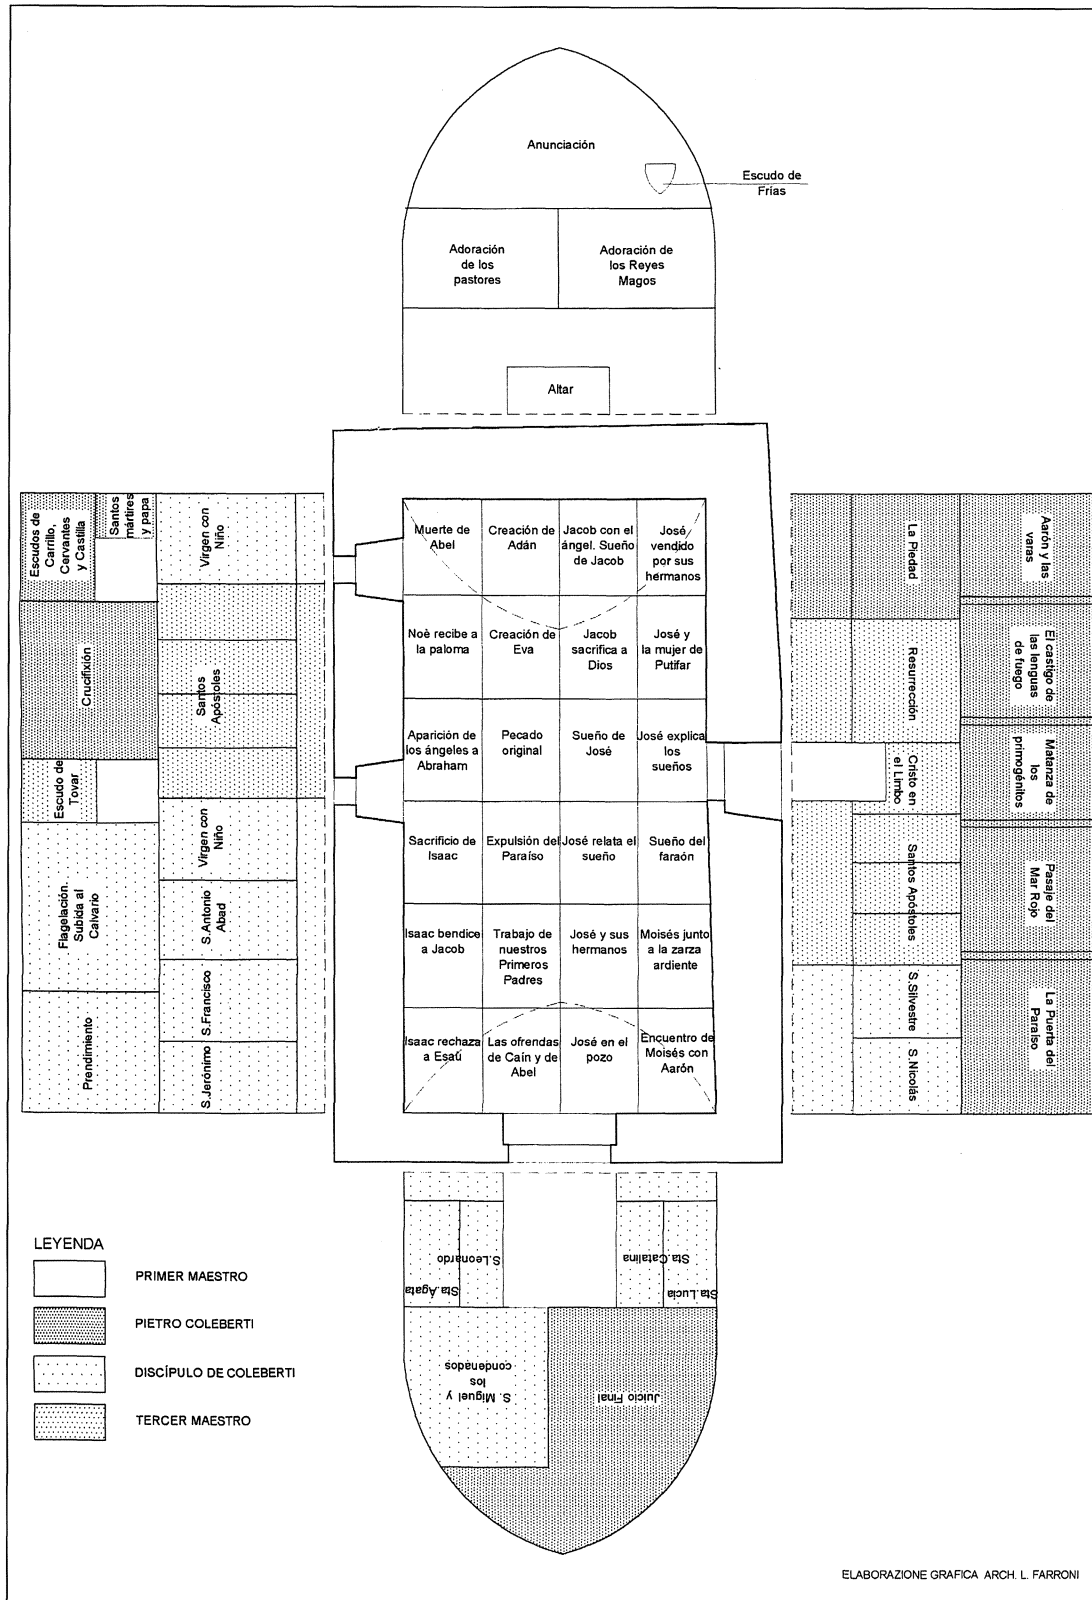 Anunciación
Escudo de
Frías
Adoración
de los
pastores
Adoración de
los Reyes
Magos
Altar
Escudos de
Carrillo,
Cervantes
y Castilla
Santos
mártires
y papa
Virgen con
Niño
Crucifixión
Santos
Apóstoles
Escudo de
Tovar
Virgen con
Niño
Flagelación.
Subida al
Calvario
S.Antonio
Abad
S.Francisco
Prendimiento
S.Jerónimo
Muerte de
Abel
Creación de
Adán
Jacob con el
ángel. Sueño
de Jacob
José
vendido
por sus
hermanos
Noè recibe a
la paloma
Creación de
Eva
Jacob
sacrifica a
Dios
José y
la mujer de
Putifar
Aparición de
los ángeles a
Abraham
Pecado
original
Sueño de
José
José explica
los
sueños
Sacrificio de
Isaac
Expulsión del
Paraíso
José relata el
sueño
Sueño del
faraón
Isaac bendice
a Jacob
Trabajo de
nuestros
Primeros
Padres
José y sus
hermanos
Moisés junto
a la zarza
ardiente
Isaac rechaza
a Esaú
Las ofrendas
de Caín y de
Abel
José en el
pozo
Encuentro de
Moisés con
Aarón
La Piedad
Aarón y las
varas
Resurrección
El castigo de
las lenguas
de fuego
Cristo en
el Limbo
Matanza de
los
primogénitos
Santos Apóstoles
Pasaje del
Mar Rojo
S.Silvestre
S.Nicolás
La Puerta del
Paraíso
S.Leonardo
Sta.Ágata
Sta.Catalina
Sta.Lucía
S. Miguel y
los
condenados
Juicio Final
LEYENDA
PRIMER MAESTRO
PIETRO COLEBERTI
DISCÍPULO DE COLEBERTI
TERCER MAESTRO
ELABORAZIONE GRAFICA ARCH. L. FARRONI